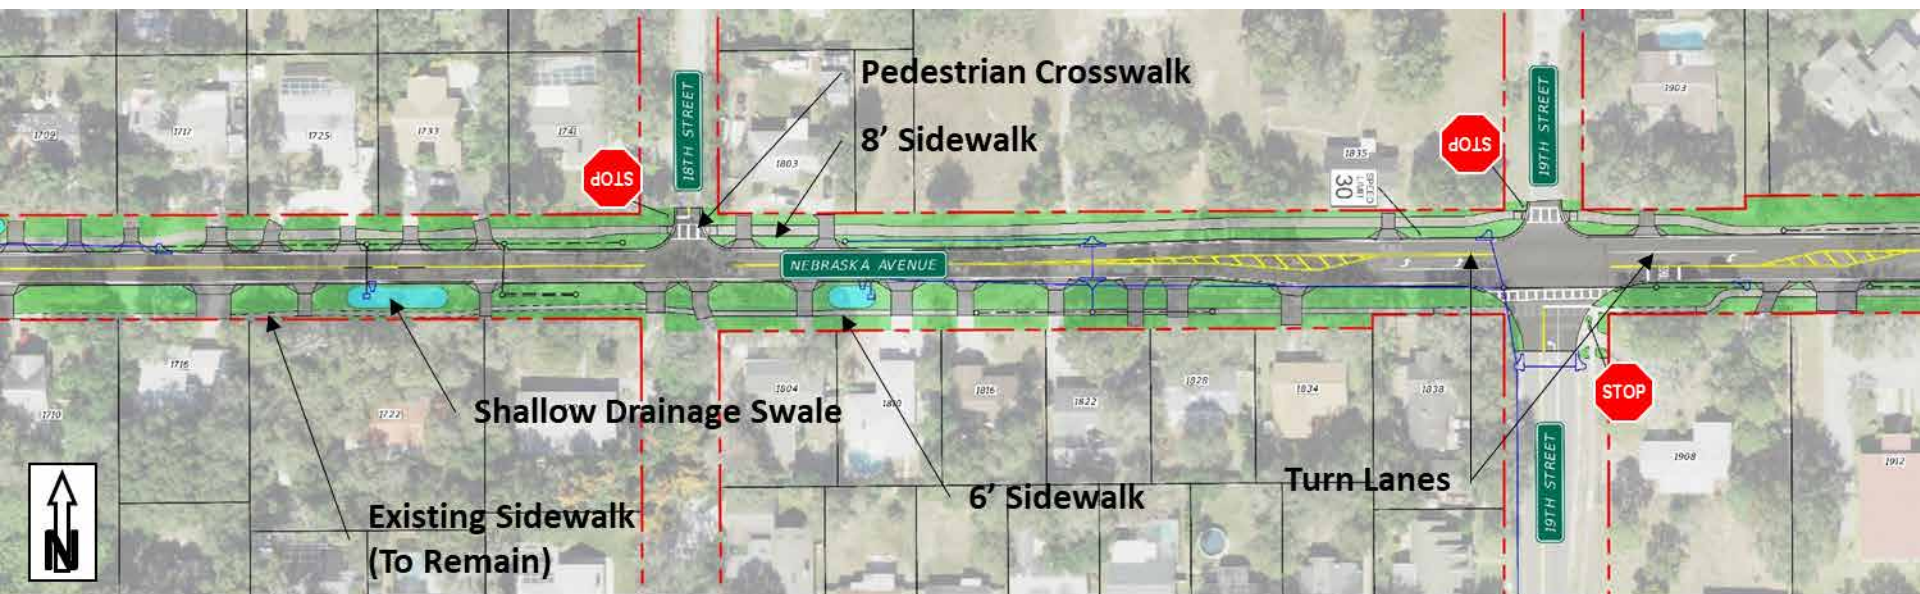 Pedestrian Crosswalk
8’ Sidewalk
18TH STREET
19TH STREET
STOP
STOP
1709
1717
1725
1733
1741
1803
1835
1903
SPEED
LIMIT
30
NEBRASKA AVENUE
1710
1716
1722
1804
1810
1816
1822
1828
1834
1838
1908
1912
STOP
Shallow Drainage Swale
Existing Sidewalk
(To Remain)
6’ Sidewalk
Turn Lanes
19TH STREET
N